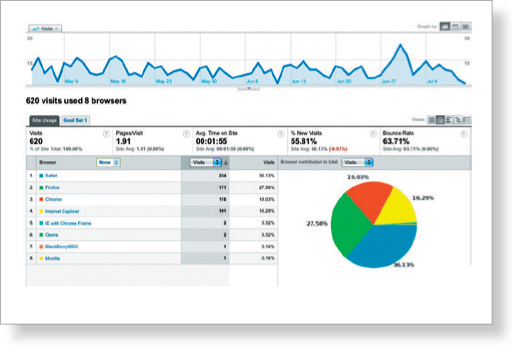 Visits
Graph by:
May 9 May 16 May 23 May 30 Jun 6 Jun 13 Jun 20 Jun 27 Jul 4
620 visits used 8 browsers
Site Usage Goal Set 1 Views:
Visits Pages/Visit Avg. Time on Site % New Visits Bounce Rate
620 1.91 00:01:55 55.81% 63.71%
% of Site Total: 100.00% Site Avg: 1.91 (0.00%) Site Avg: 00:01:55 (0.00%) Site Avg: (-0.57%) Site Avg: 63.71% (0.00%)
Browser None Visits Visits Browser contribution to total: Visits
1 Safari 36.13%
2 Firefox 171 27.58%
3 Chrome 118 19.03%
4 Internet Explorer 101 16.29%
5 IE with Chrome Frame 2 0.32%
6 Opera 2 0.32%
7 1 0.16%
8 Mozilla 1 0.16%
19.03%
16.29%
27.58%
36.13%